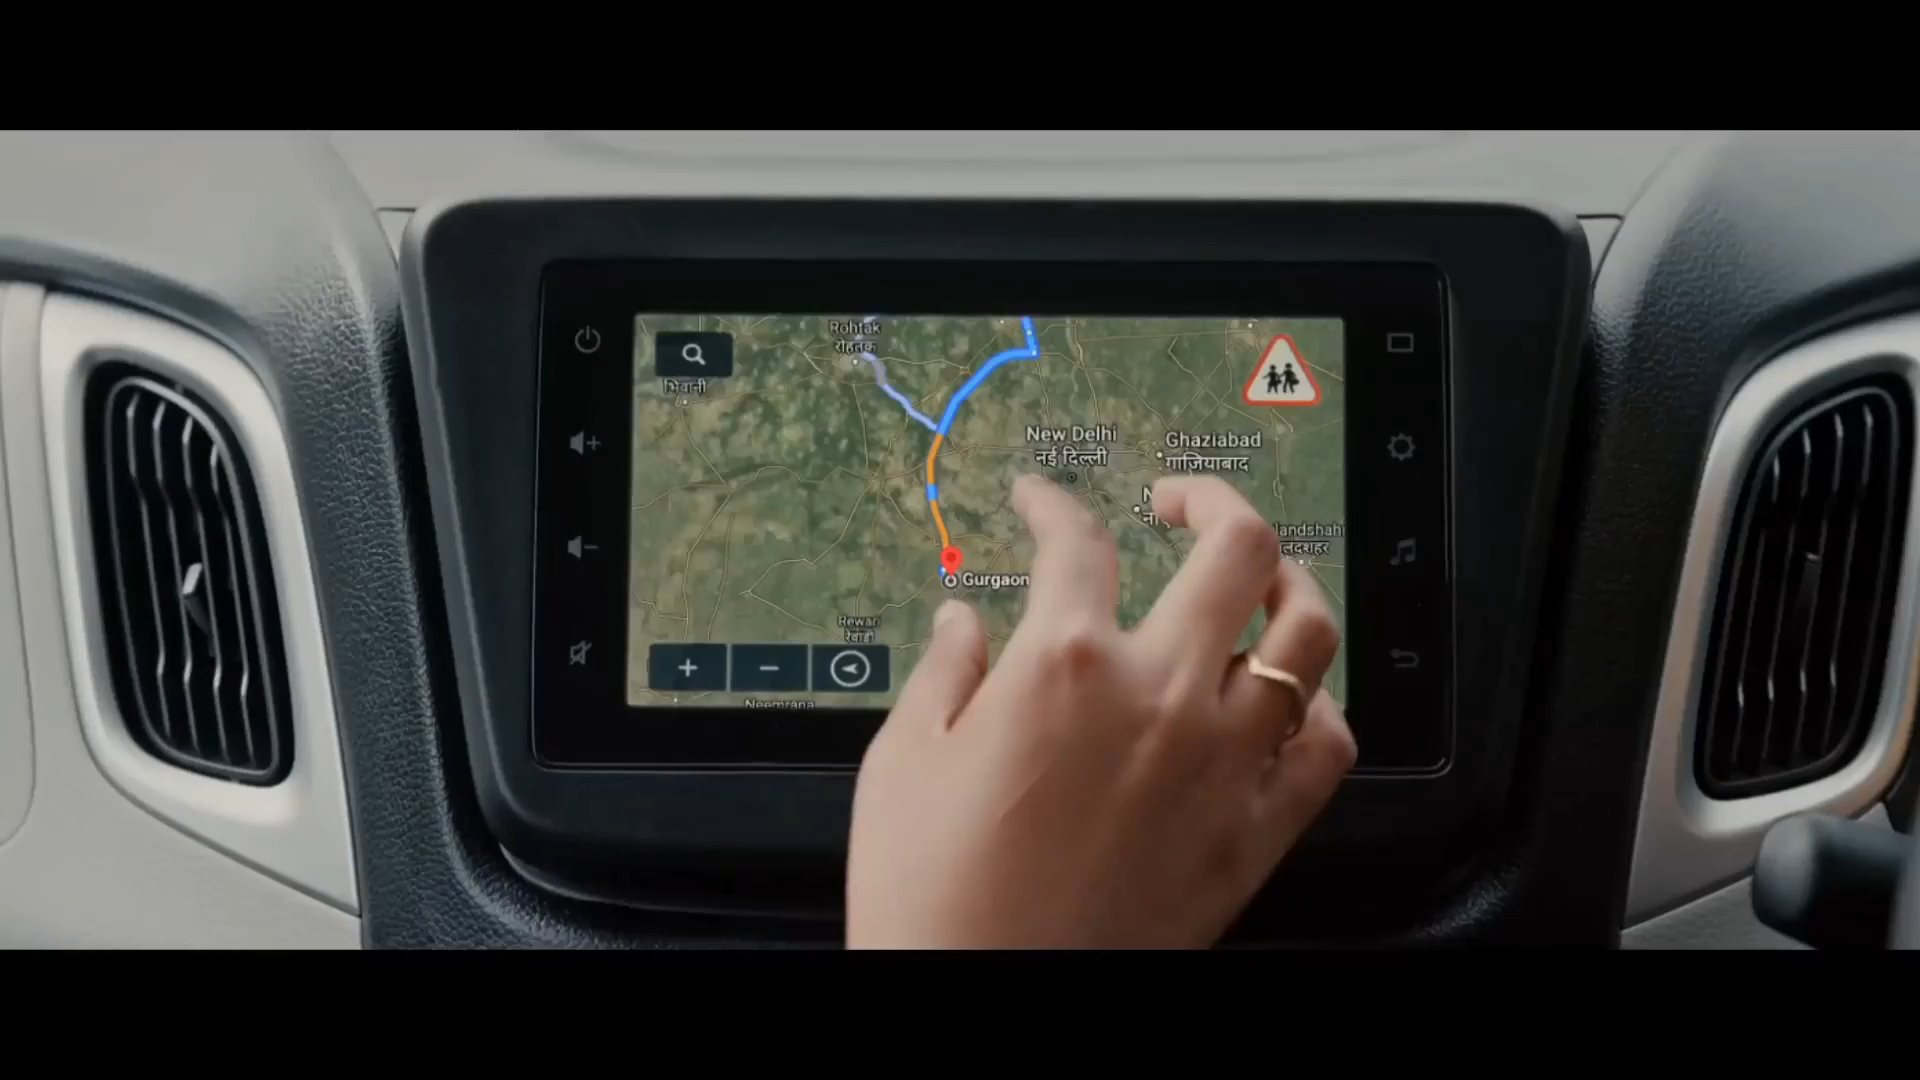 Rohtak
रोहतक
भिवानी
New Delhi
नई दिल्ली
Ghaziabad
गाज़ियाबाद
Gurgaon
Rewari
रेवाड़ी
Neemrana